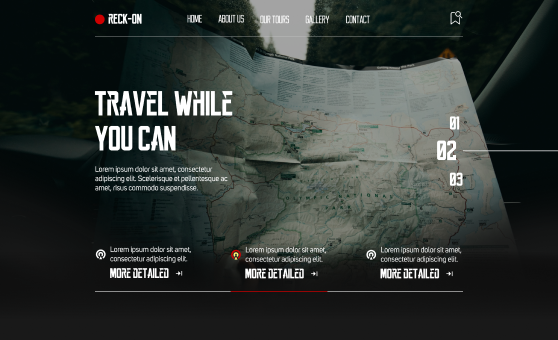 RECK-ON
HOME ABOUT US OUR TOURS GALLERY CONTACT
TRAVEL WHILE
YOU CAN
Lorem ipsum dolor sit amet, consectetur
adipiscing elit. Scelerisque et pellentesque ac
amet, risus commodo suspendisse.
01
02
03
Lorem ipsum dolor sit amet,
consectetur adipiscing elit.
MORE DETAILED
Lorem ipsum dolor sit amet,
consectetur adipiscing elit.
MORE DETAILED
Lorem ipsum dolor sit amet,
consectetur adipiscing elit.
MORE DETAILED